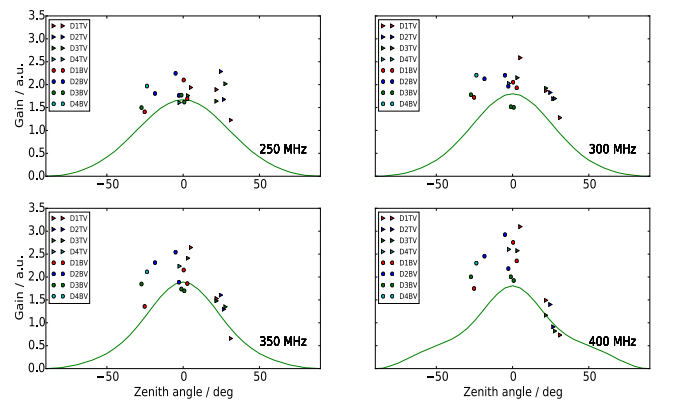 3.5
3.0
2.5
2.0
1.5
1.0
0.5
0.0
Gain / a.u.
D1TV
D2TV
D3TV
D4TV
D1BV
D2BV
D3BV
D4BV
250 MHz
−50 0 50
D1TV
D2TV
D3TV
D4TV
D1BV
D2BV
D3BV
D4BV
300 MHz
−50 0 50
3.5
3.0
2.5
2.0
1.5
1.0
0.5
0.0
Gain / a.u.
D1TV
D2TV
D3TV
D4TV
D1BV
D2BV
D3BV
D4BV
350 MHz
−50 0 50
Zenith angle / deg
D1TV
D2TV
D3TV
D4TV
D1BV
D2BV
D3BV
D4BV
400 MHz
−50 0 50
Zenith angle / deg